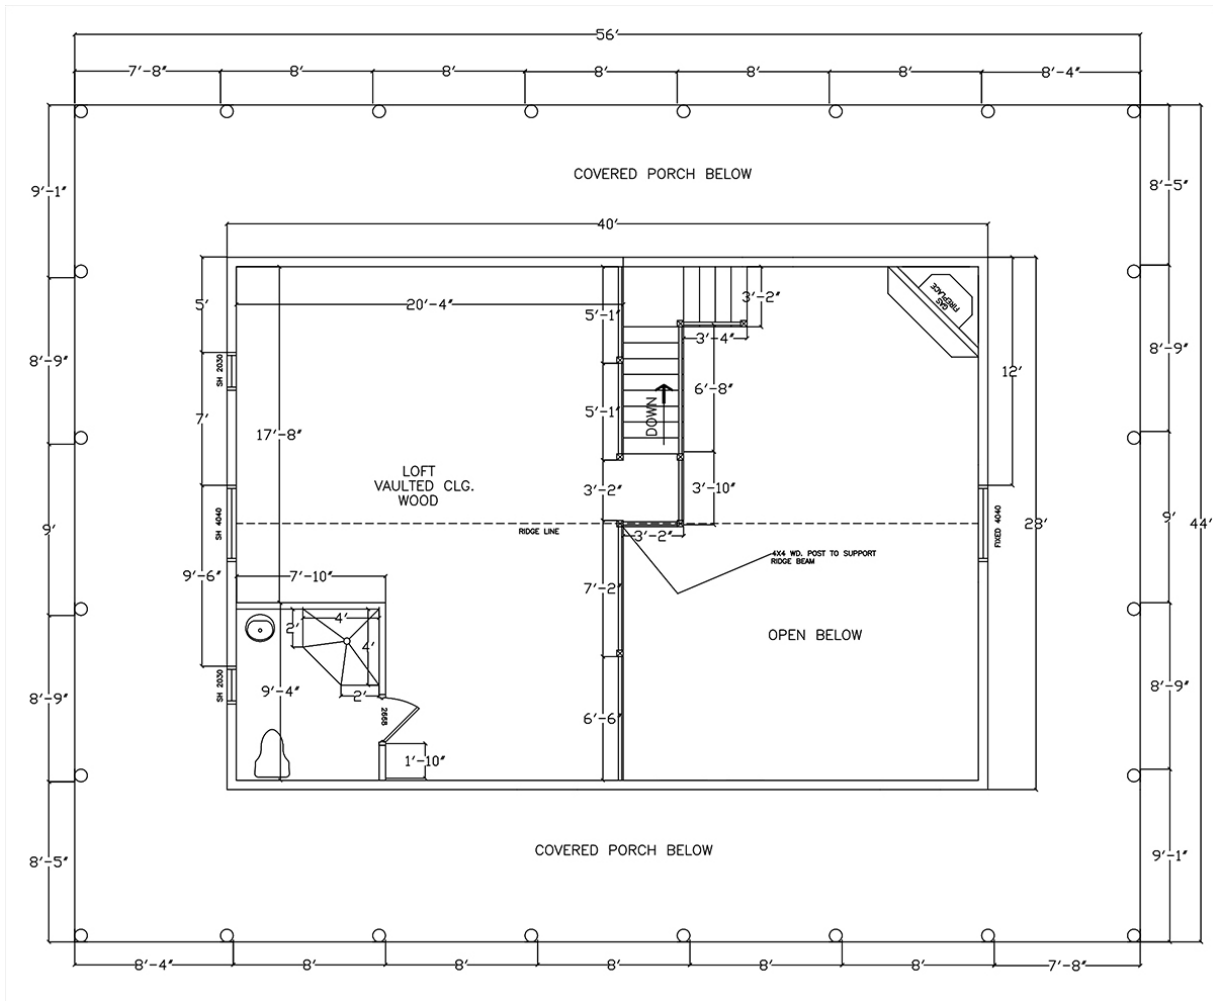 56'
7'-8" 8' 8' 8' 8' 8' 8'-4"
COVERED PORCH BELOW
8'-5"
9'-1"
40'
GAS
FIREPLACE
3'-2"
5'
20'-4"
5'-1"
3'-4"
8'-9"
8'-9"
SH 2030
12'
6'-8"
5'-1"
DOWN
7'
17'-8"
LOFT
VAULTED CLG.
WOOD
3'-2"
3'-10"
SH 4040
FIXED 4040
9'
9'
28'
44'
RIDGE LINE
3'-2"
4X4 WD. POST TO SUPPORT
RIDGE BEAM
9'-6"
7'-10"
7'-2"
4'
2'
4'
OPEN BELOW
SH 2030
9'-4"
2'
8'-9"
8'-9"
2668
6'-6"
1'-10"
COVERED PORCH BELOW
8'-5"
9'-1"
8'-4" 8' 8' 8' 8' 8' 7'-8"